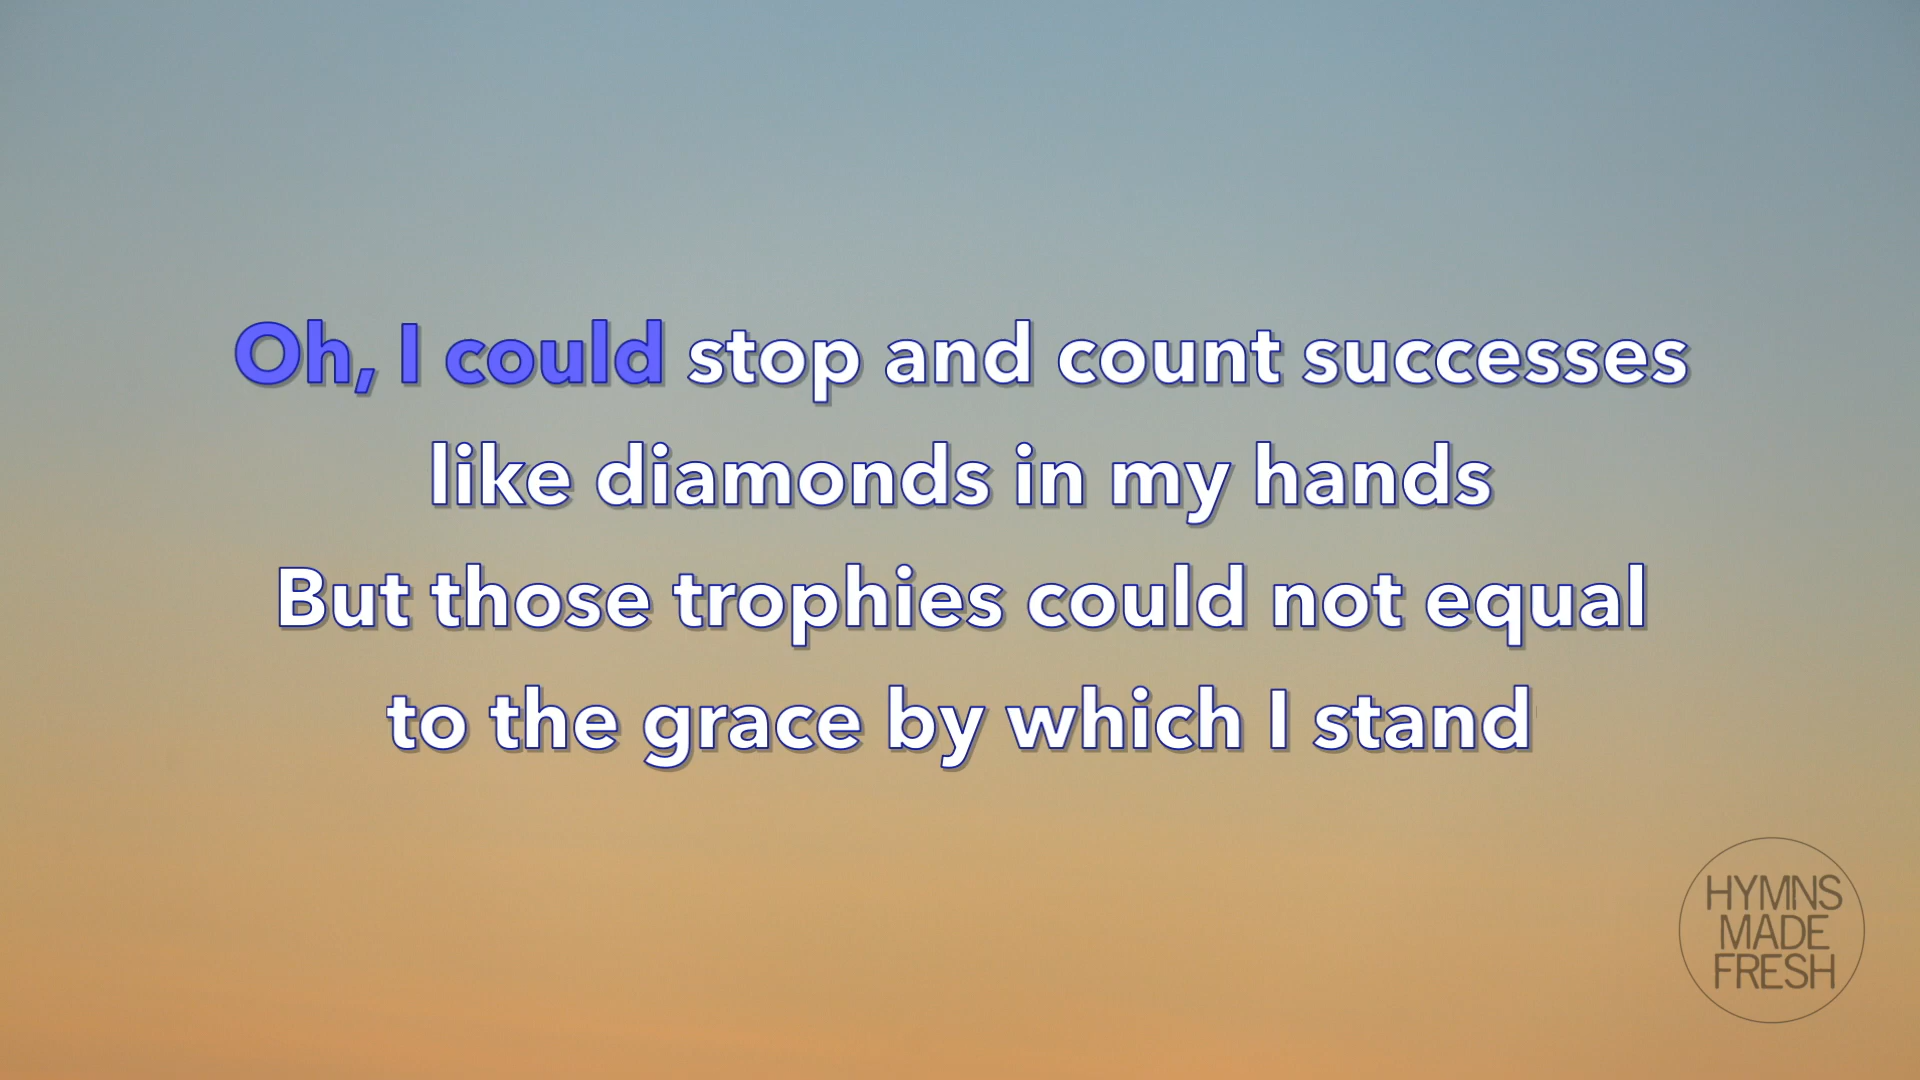 Oh, I could stop and count successes
like diamonds in my hands
But those trophies could not equal
to the grace by which I stand
HYMNS
MADE
FRESH